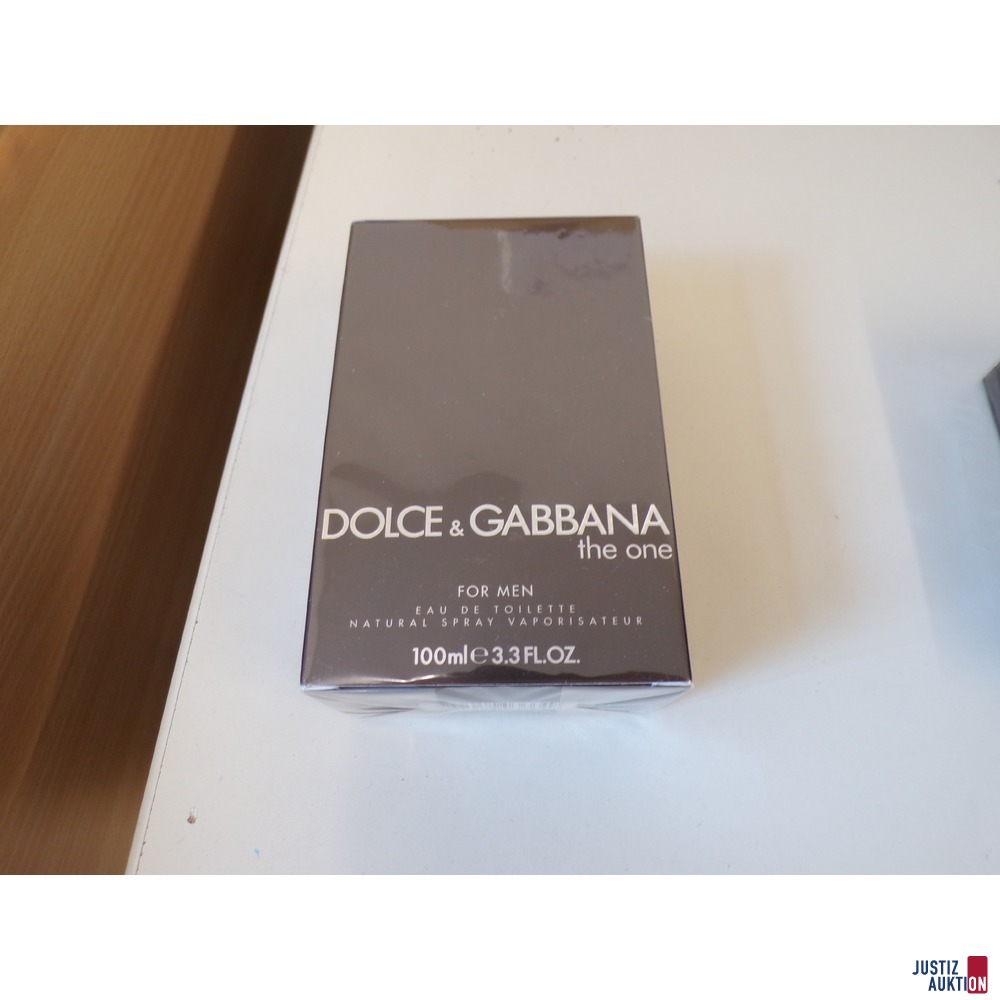 DOLCE & GABBANA
the one
FOR MEN
EAU DE TOILETTE
NATURAL SPRAY VAPORISATEUR
100ml ℮ 3.3 FL.OZ.
JUSTIZ
AUKTION